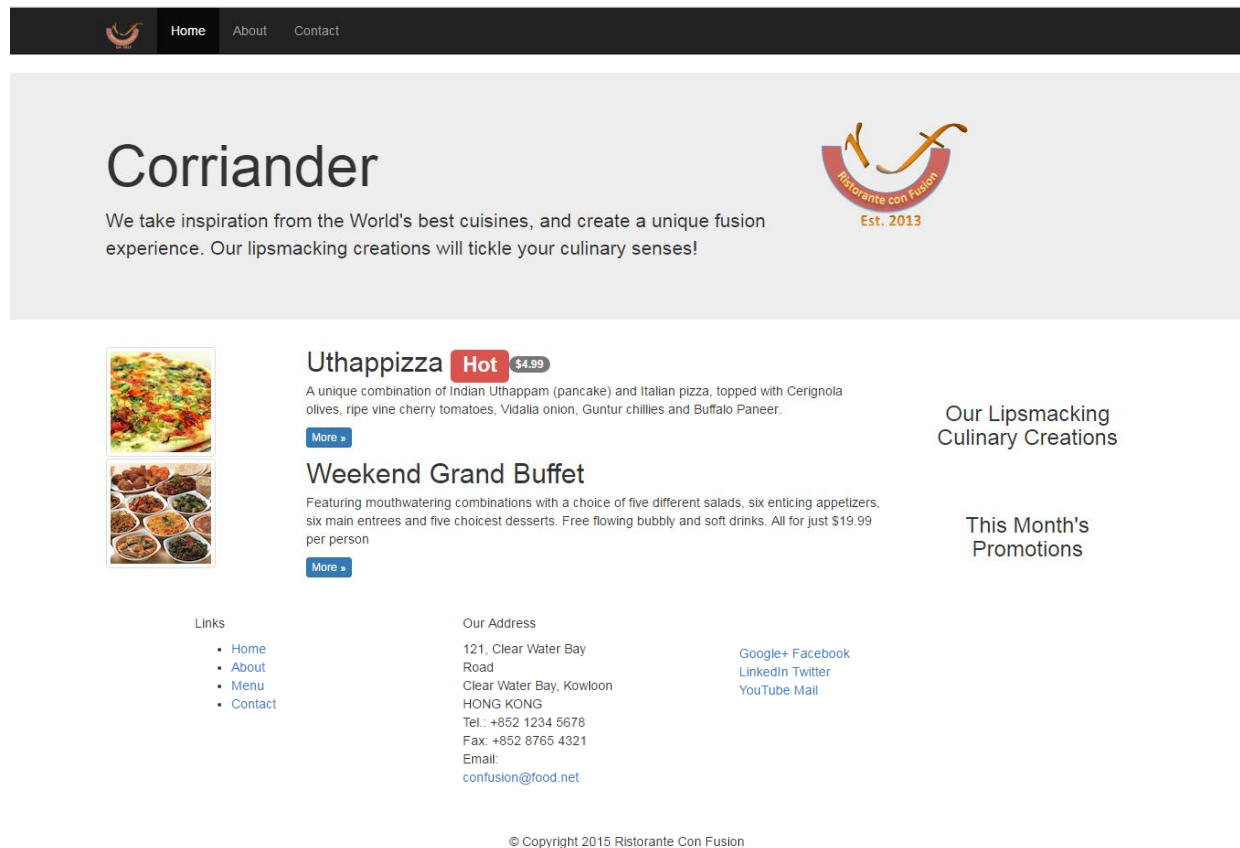 Home About Contact
Corriander
We take inspiration from the World's best cuisines, and create a unique fusion
experience. Our lipsmacking creations will tickle your culinary senses!
Ristorante con Fusion
Est. 2013
Uthappizza Hot $4.99
A unique combination of Indian Uthappam (pancake) and Italian pizza, topped with Cerignola
olives, ripe vine cherry tomatoes, Vidalia onion, Guntur chillies and Buffalo Paneer.
More »
Our Lipsmacking
Culinary Creations
Weekend Grand Buffet
Featuring mouthwatering combinations with a choice of five different salads, six enticing appetizers,
six main entrees and five choicest desserts. Free flowing bubbly and soft drinks. All for just $19.99
per person
More »
This Month's
Promotions
Links
• Home
• About
• Menu
• Contact
Our Address
121, Clear Water Bay
Road
Clear Water Bay, Kowloon
HONG KONG
Tel.: +852 1234 5678
Fax: +852 8765 4321
Email:
confusion@food.net
Google+ Facebook
LinkedIn Twitter
YouTube Mail
© Copyright 2015 Ristorante Con Fusion